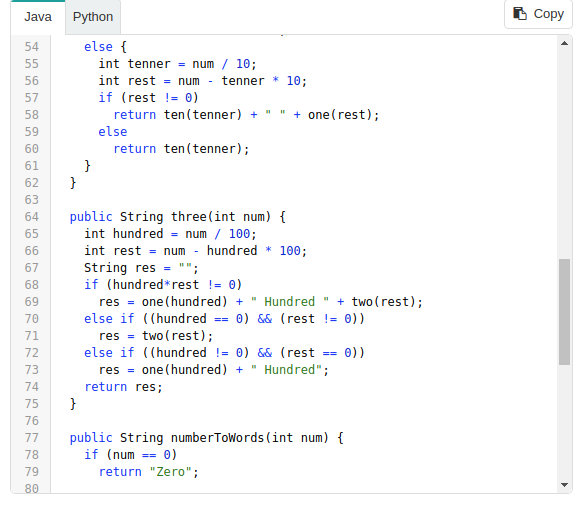 Java Python Copy
54 else {
55 int tenner = num / 10;
56 int rest = num - tenner * 10;
57 if (rest != 0)
58 return ten(tenner) + " " + one(rest);
59 else
60 return ten(tenner);
61 }
62 }
63
64 public String three(int num) {
65 int hundred = num / 100;
66 int rest = num - hundred * 100;
67 String res = "";
68 if (hundred*rest != 0)
69 res = one(hundred) + " Hundred " + two(rest);
70 else if ((hundred == 0) && (rest != 0))
71 res = two(rest);
72 else if ((hundred != 0) && (rest == 0))
73 res = one(hundred) + " Hundred";
74 return res;
75 }
76
77 public String numberToWords(int num) {
78 if (num == 0)
79 return "Zero";
80